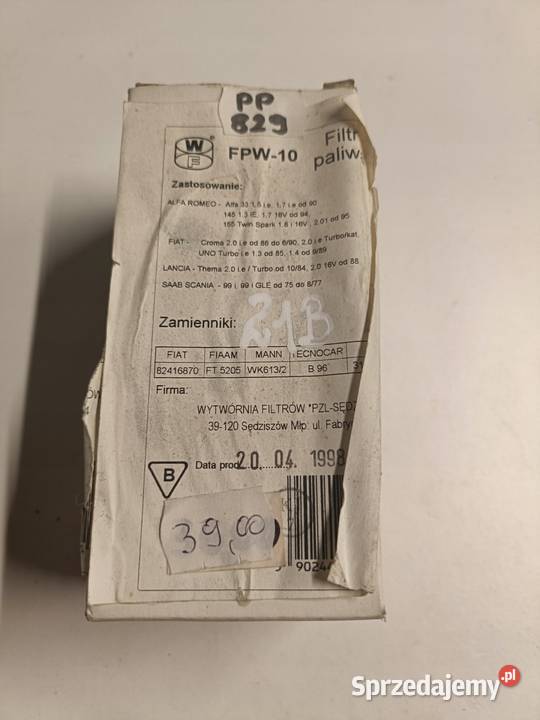 PP
829
W
F
FPW-10
Filtr
paliw
Zastosowanie:
ALFA ROMEO - Alfa 33 1,5 i.e, 1,7 i.e od 90
145 1.3 IE, 1.7 16V od 94,
155 Twin Spark 1.8 i 16V , 2.0 od 95
FIAT - Croma 2.0 i.e od 86 do 6/90, 2.0 i.e Turbo/kat,
UNO Turbo i.e 1.3 od 85, 1.4 od 9/89
LANCIA - Thema 2.0 i.e / Turbo od 10/84, 2.0 16V od 88
SAAB SCANIA - 99 i, 99 i GLE od 75 do 8/77
21B
Zamienniki:
FIAT FIAAM MANN ECNOCAR
82416870 FT 5205 WK613/2 B 96 31
Firma:
WYTWÓRNIA FILTRÓW "PZL-SĘDZ
39-120 Sędziszów Młp. ul. Fabry
B
Data prod. 20. 04. 1998
39,00
9024
Sprzedajemy.pl